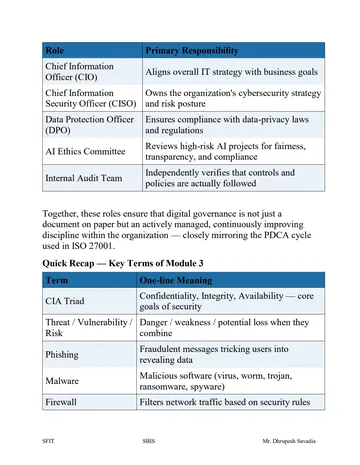 Role Primary Responsibility
Chief Information
Officer (CIO)
Aligns overall IT strategy with business goals
Chief Information
Security Officer (CISO)
Owns the organization's cybersecurity strategy
and risk posture
Data Protection Officer
(DPO)
Ensures compliance with data-privacy laws
and regulations
AI Ethics Committee
Reviews high-risk AI projects for fairness,
transparency, and compliance
Internal Audit Team
Independently verifies that controls and
policies are actually followed
Together, these roles ensure that digital governance is not just a
document on paper but an actively managed, continuously improving
discipline within the organization — closely mirroring the PDCA cycle
used in ISO 27001.
Quick Recap — Key Terms of Module 3
Term One-line Meaning
CIA Triad
Confidentiality, Integrity, Availability — core
goals of security
Threat / Vulnerability /
Risk
Danger / weakness / potential loss when they
combine
Phishing
Fraudulent messages tricking users into
revealing data
Malware
Malicious software (virus, worm, trojan,
ransomware, spyware)
Firewall Filters network traffic based on security rules
SFIT SBIS Mr. Dhrupesh Savadia